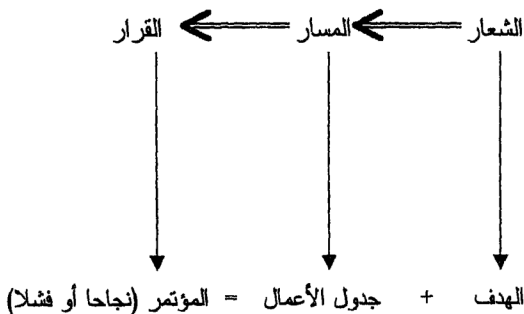 الشعار المسار القرار
الهدف + جدول الأعمال = المؤتمر (نجاحا أو فشلا)